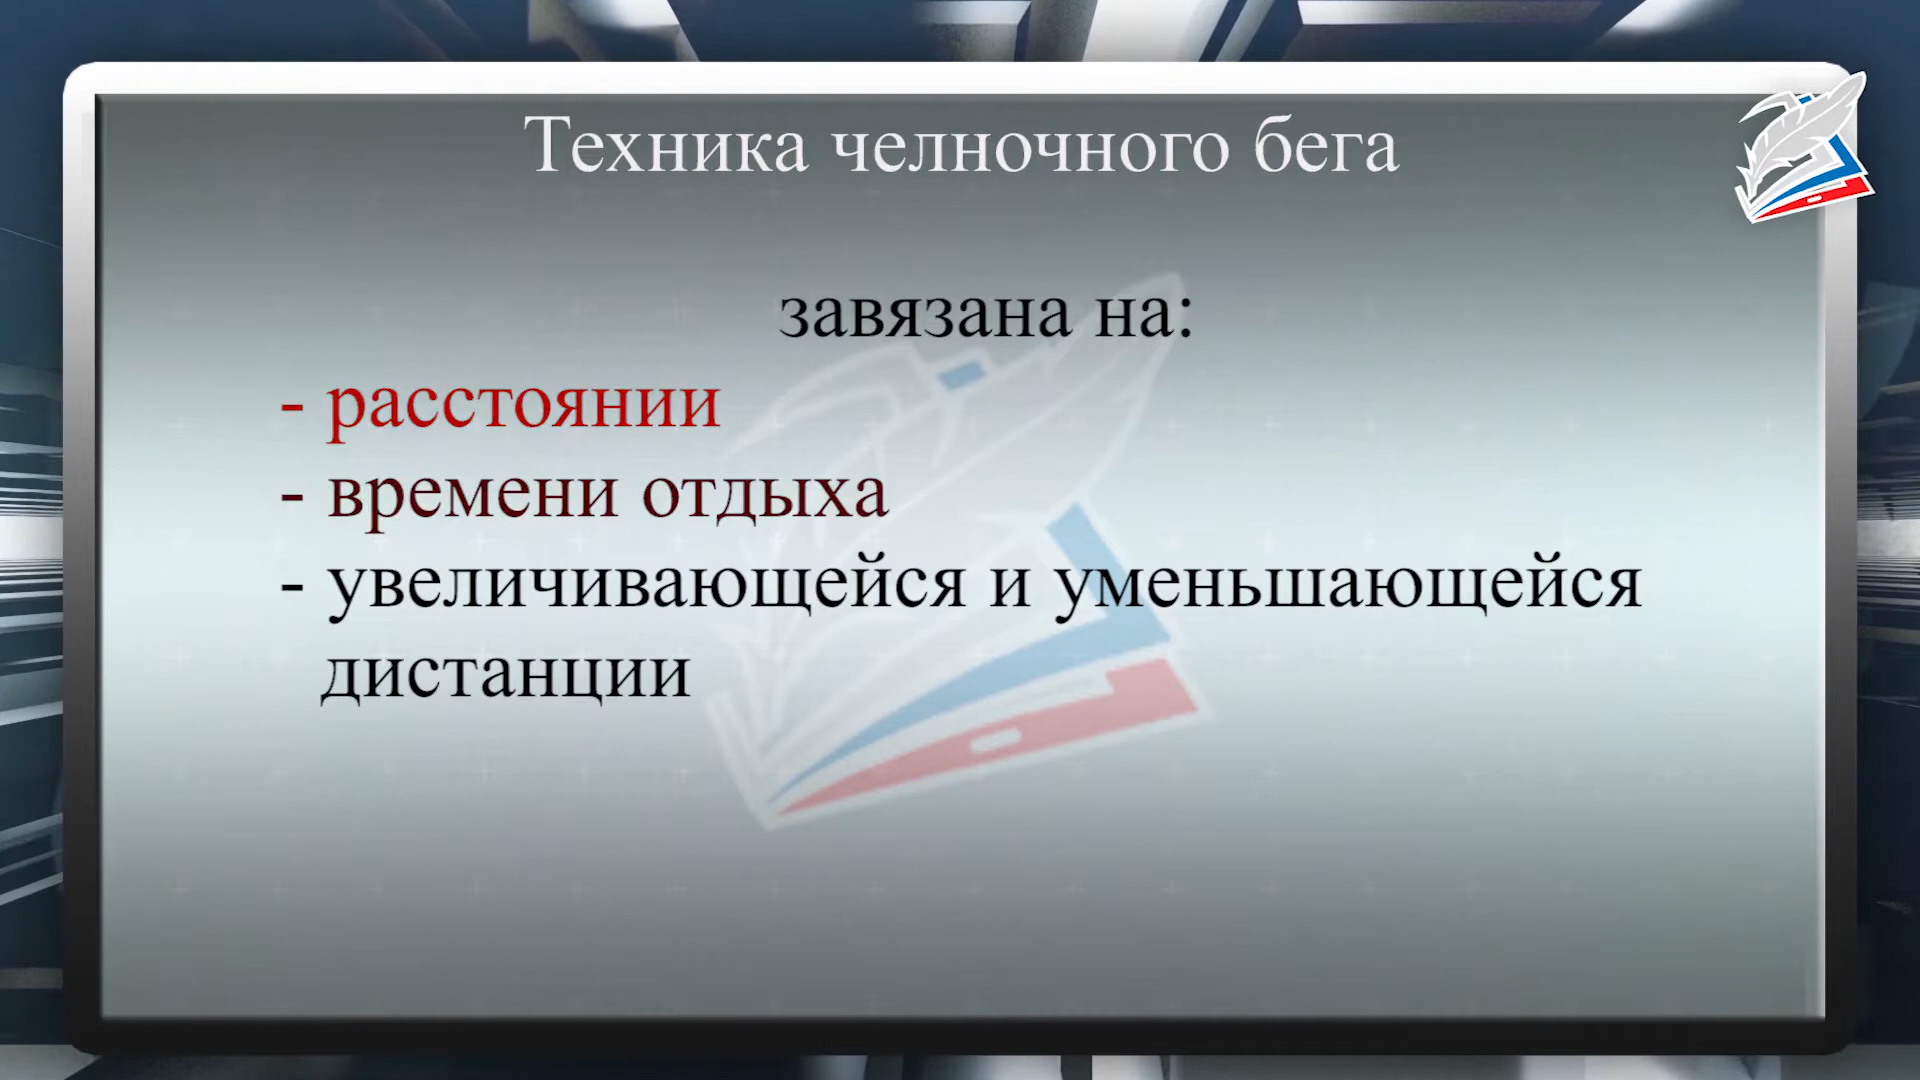 Техника челночного бега
завязана на:
- расстоянии
- времени отдыха
- увеличивающейся и уменьшающейся
дистанции